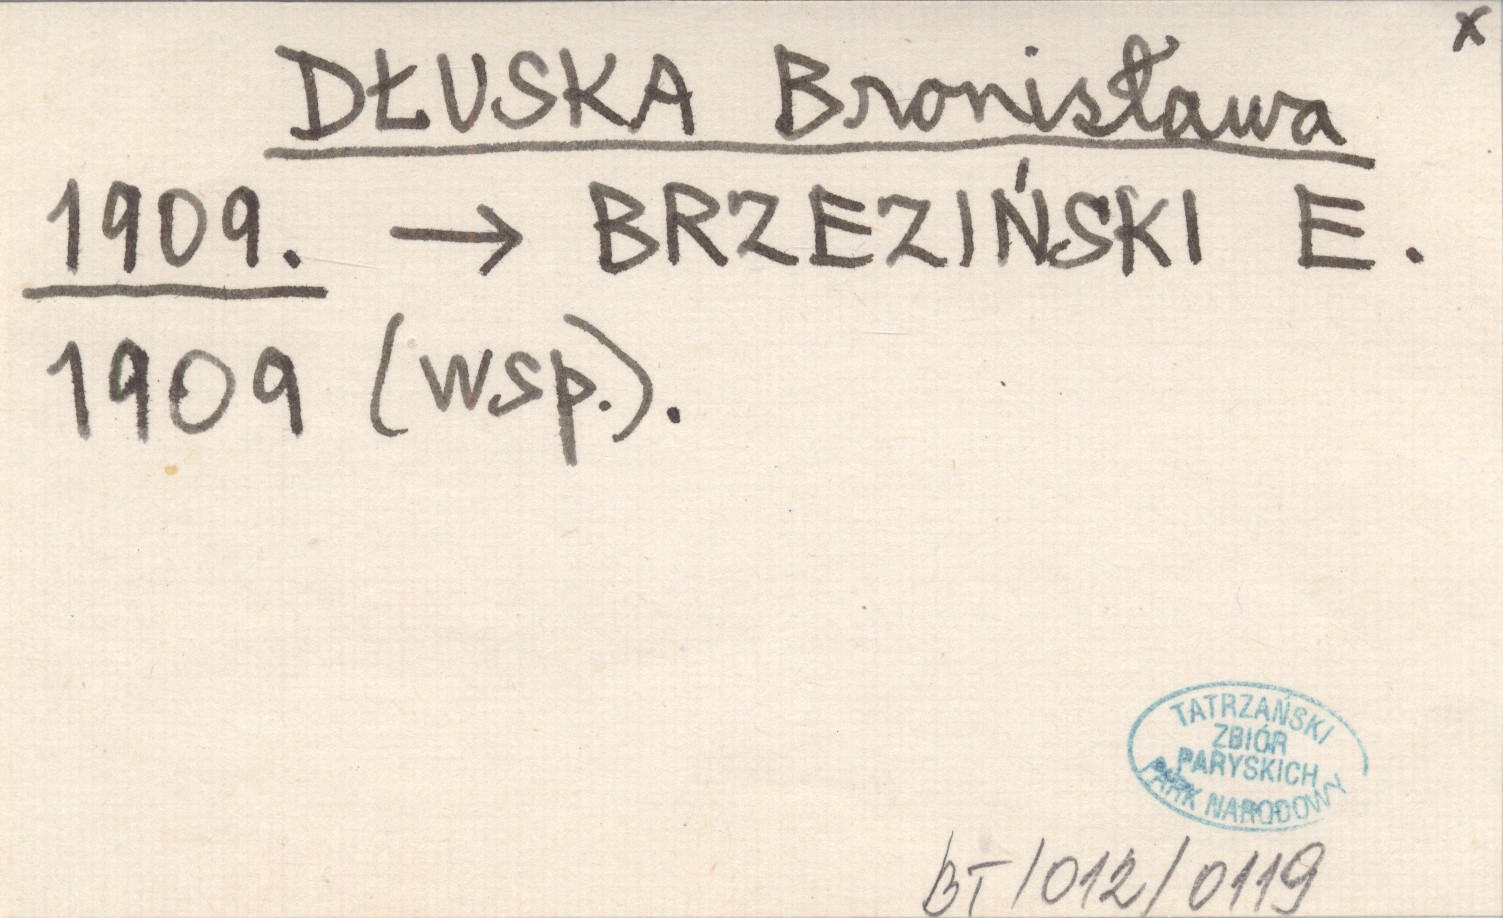 x
DŁUSKA Bronisława
1909. → BRZEZIŃSKI E.
1909 (wsp.).
TATRZAŃSKI
ZBIÓR
PARYSKICH
PARK NARODOWY
BT/012/0119